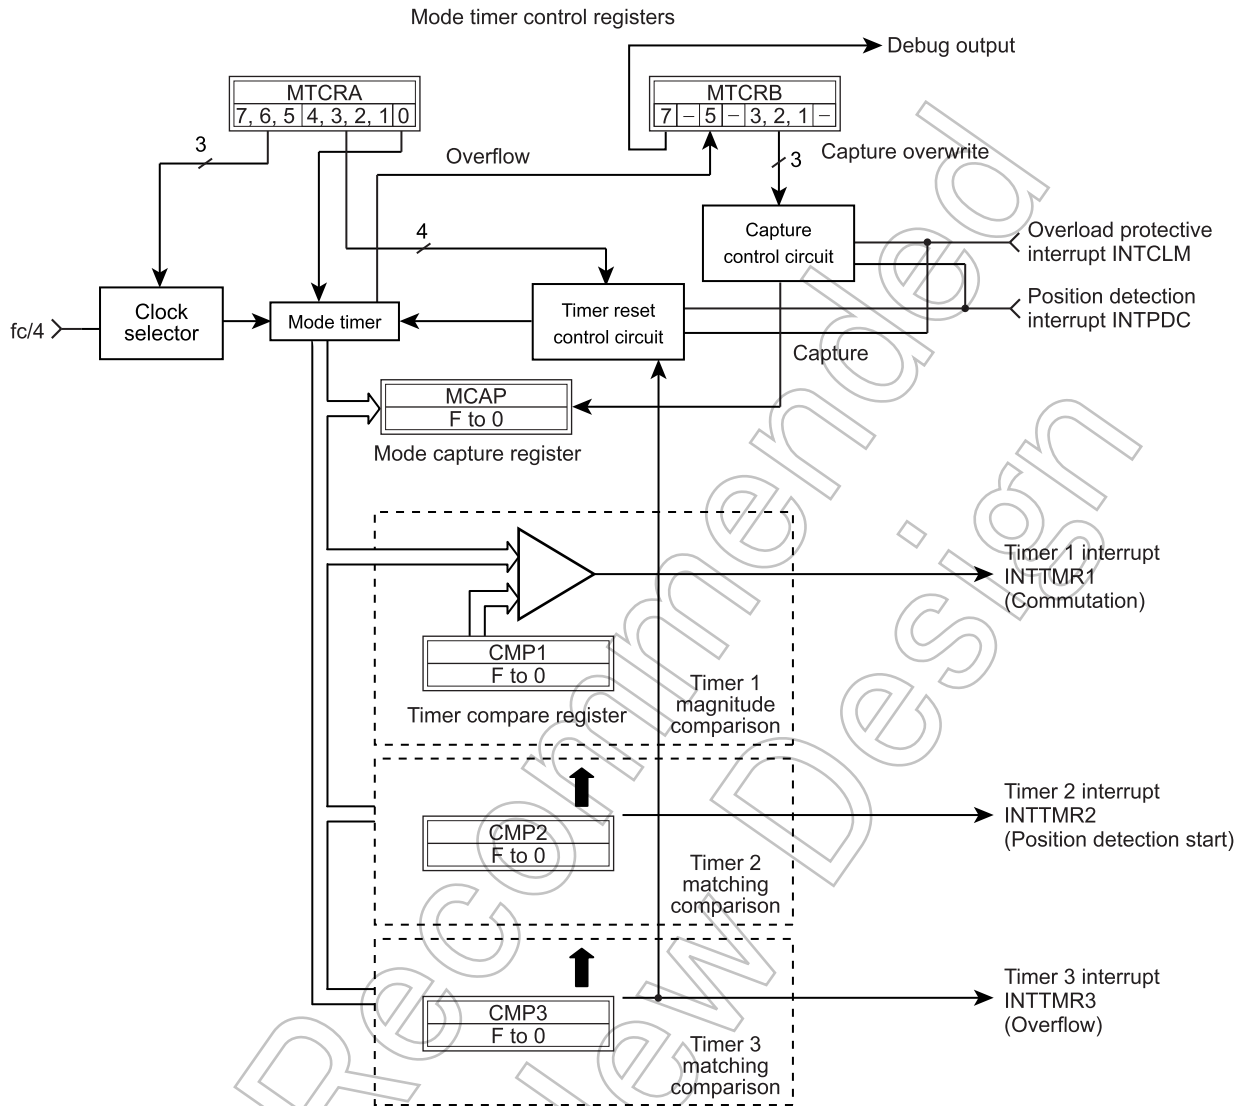 Mode timer control registers
Debug output
MTCRA
7, 6, 5 4, 3, 2, 1 0
MTCRB
7 – 5 – 3, 2, 1 –
3
Overflow
3
Capture overwrite
4
Capture
control circuit
Overload protective
interrupt INTCLM
fc/4
Clock
selector
Mode timer
Timer reset
control circuit
Position detection
interrupt INTPDC
Capture
MCAP
F to 0
Mode capture register
Timer 1 interrupt
INTTMR1
(Commutation)
CMP1
F to 0
Timer compare register
Timer 1
magnitude
comparison
Timer 2 interrupt
INTTMR2
(Position detection start)
CMP2
F to 0
Timer 2
matching
comparison
Timer 3 interrupt
INTTMR3
(Overflow)
CMP3
F to 0
Timer 3
matching
comparison
Recommended
Design